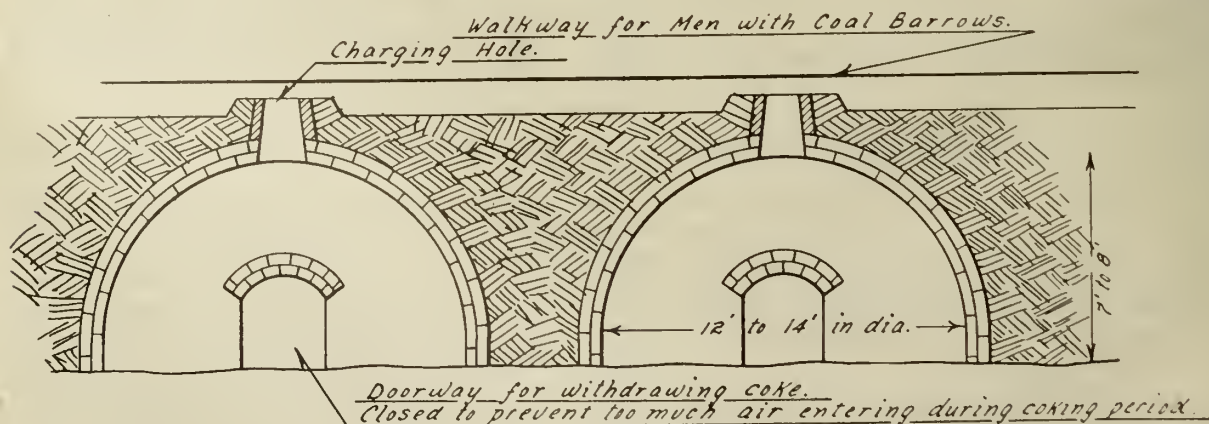 Walkway for Men with Coal Barrows.
Charging Hole.
7' to 8'
12' to 14' in dia.
Doorway for withdrawing coke.
Closed to prevent too much air entering during coking period.